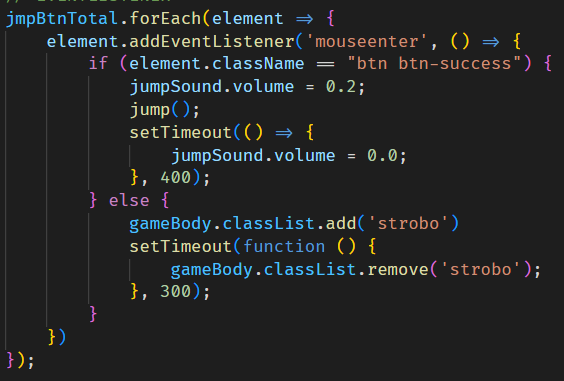 jmpBtnTotal.forEach(element => {
    element.addEventListener('mouseenter', () => {
        if (element.className == "btn btn-success") {
            jumpSound.volume = 0.2;
            jump();
            setTimeout(() => {
                jumpSound.volume = 0.0;
            }, 400);
        } else {
            gameBody.classList.add('strobo')
            setTimeout(function () {
                gameBody.classList.remove('strobo');
            }, 300);
        }
    })
});